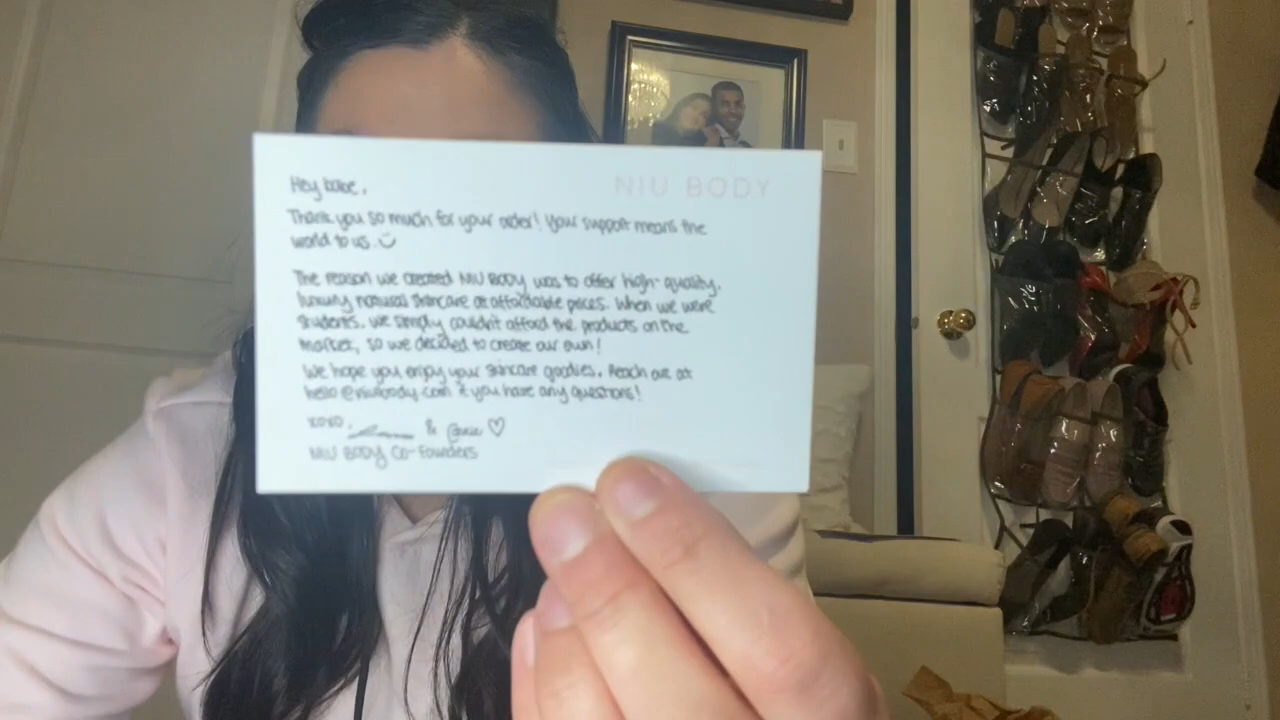 Hey babe,
NIU BODY
Thank you so much for your order! Your support means the
world to us.
The reason we created NIU BODY was to offer high-quality,
luxury natural skincare at affordable prices. When we were
students, we simply couldn't afford the products on the
market, so we decided to create our own!
We hope you enjoy your skincare goodies. Reach out at
hello@niubody.com if you have any questions!
xoxo,
& Connie ♡
NIU BODY Co-Founders